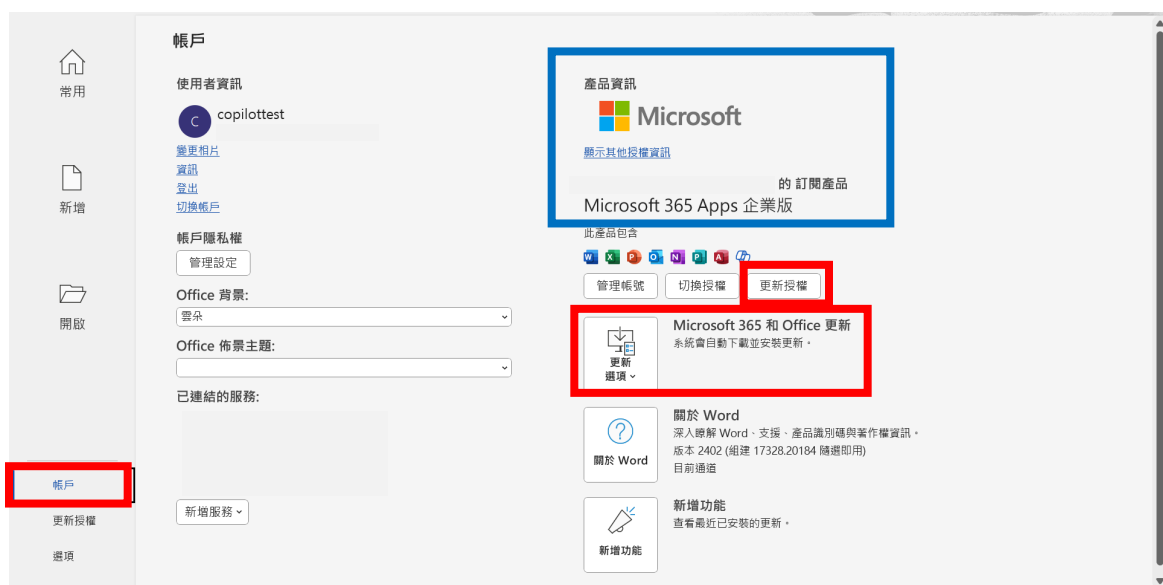 常用
新增
開啟
帳戶
更新授權
選項
帳戶
使用者資訊
C
copilottest
變更相片
資訊
登出
切換帳戶
帳戶隱私權
管理設定
Office 背景:
雲朵
Office 佈景主題:
已連結的服務:
新增服務
產品資訊
Microsoft
顯示其他授權資訊
的 訂閱產品
Microsoft 365 Apps 企業版
此產品包含
管理帳號
切換授權
更新授權
更新
選項
Microsoft 365 和 Office 更新
系統會自動下載並安裝更新。
關於 Word
關於 Word
深入瞭解 Word、支援、產品識別碼與著作權資訊。
版本 2402 (組建 17328.20184 隨選即用)
目前通道
新增功能
新增功能
查看最近已安裝的更新。